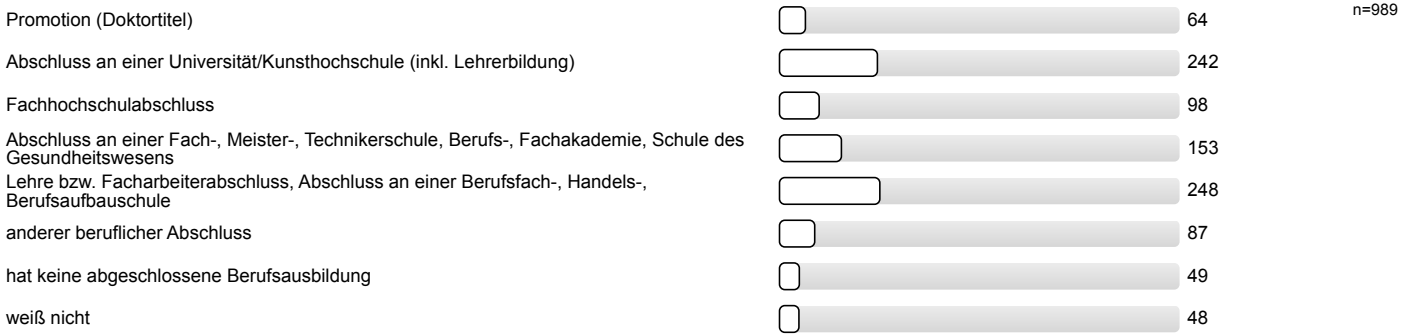 Promotion (Doktortitel) 64 n=989
Abschluss an einer Universität/Kunsthochschule (inkl. Lehrerbildung) 242
Fachhochschulabschluss 98
Abschluss an einer Fach-, Meister-, Technikerschule, Berufs-, Fachakademie, Schule des
Gesundheitswesens 153
Lehre bzw. Facharbeiterabschluss, Abschluss an einer Berufsfach-, Handels-,
Berufsaufbauschule 248
anderer beruflicher Abschluss 87
hat keine abgeschlossene Berufsausbildung 49
weiß nicht 48